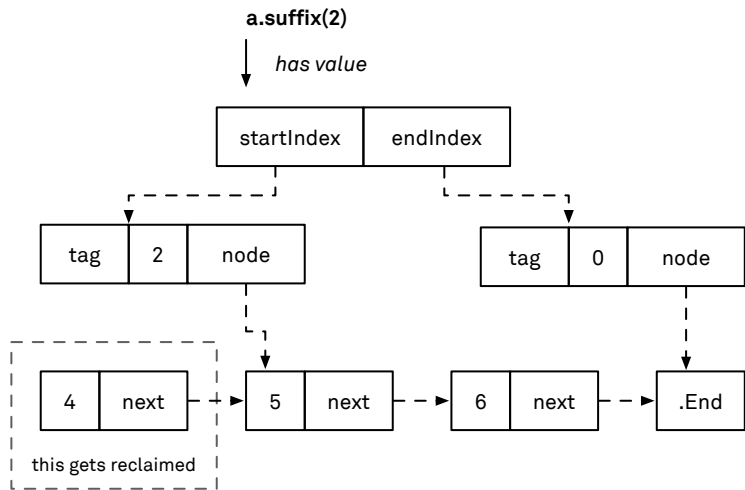 a.suffix(2)
has value
startIndex endIndex
tag 2 node
tag 0 node
4 next
5 next
6 next
.End
this gets reclaimed